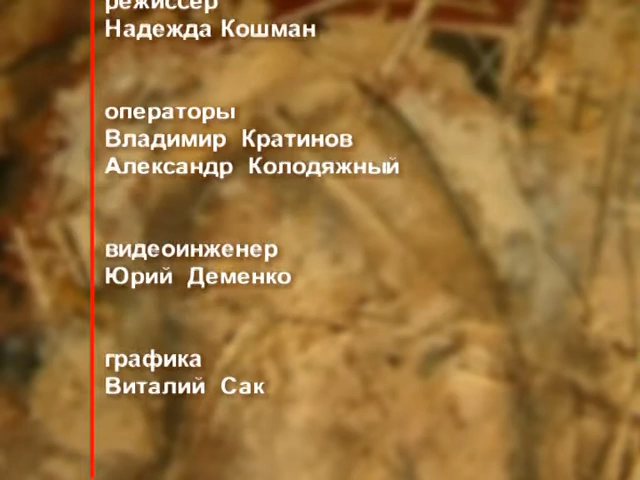 режиссер
Надежда Кошман
операторы
Владимир Кратинов
Александр Колодяжный
видеоинженер
Юрий Деменко
графика
Виталий Сак